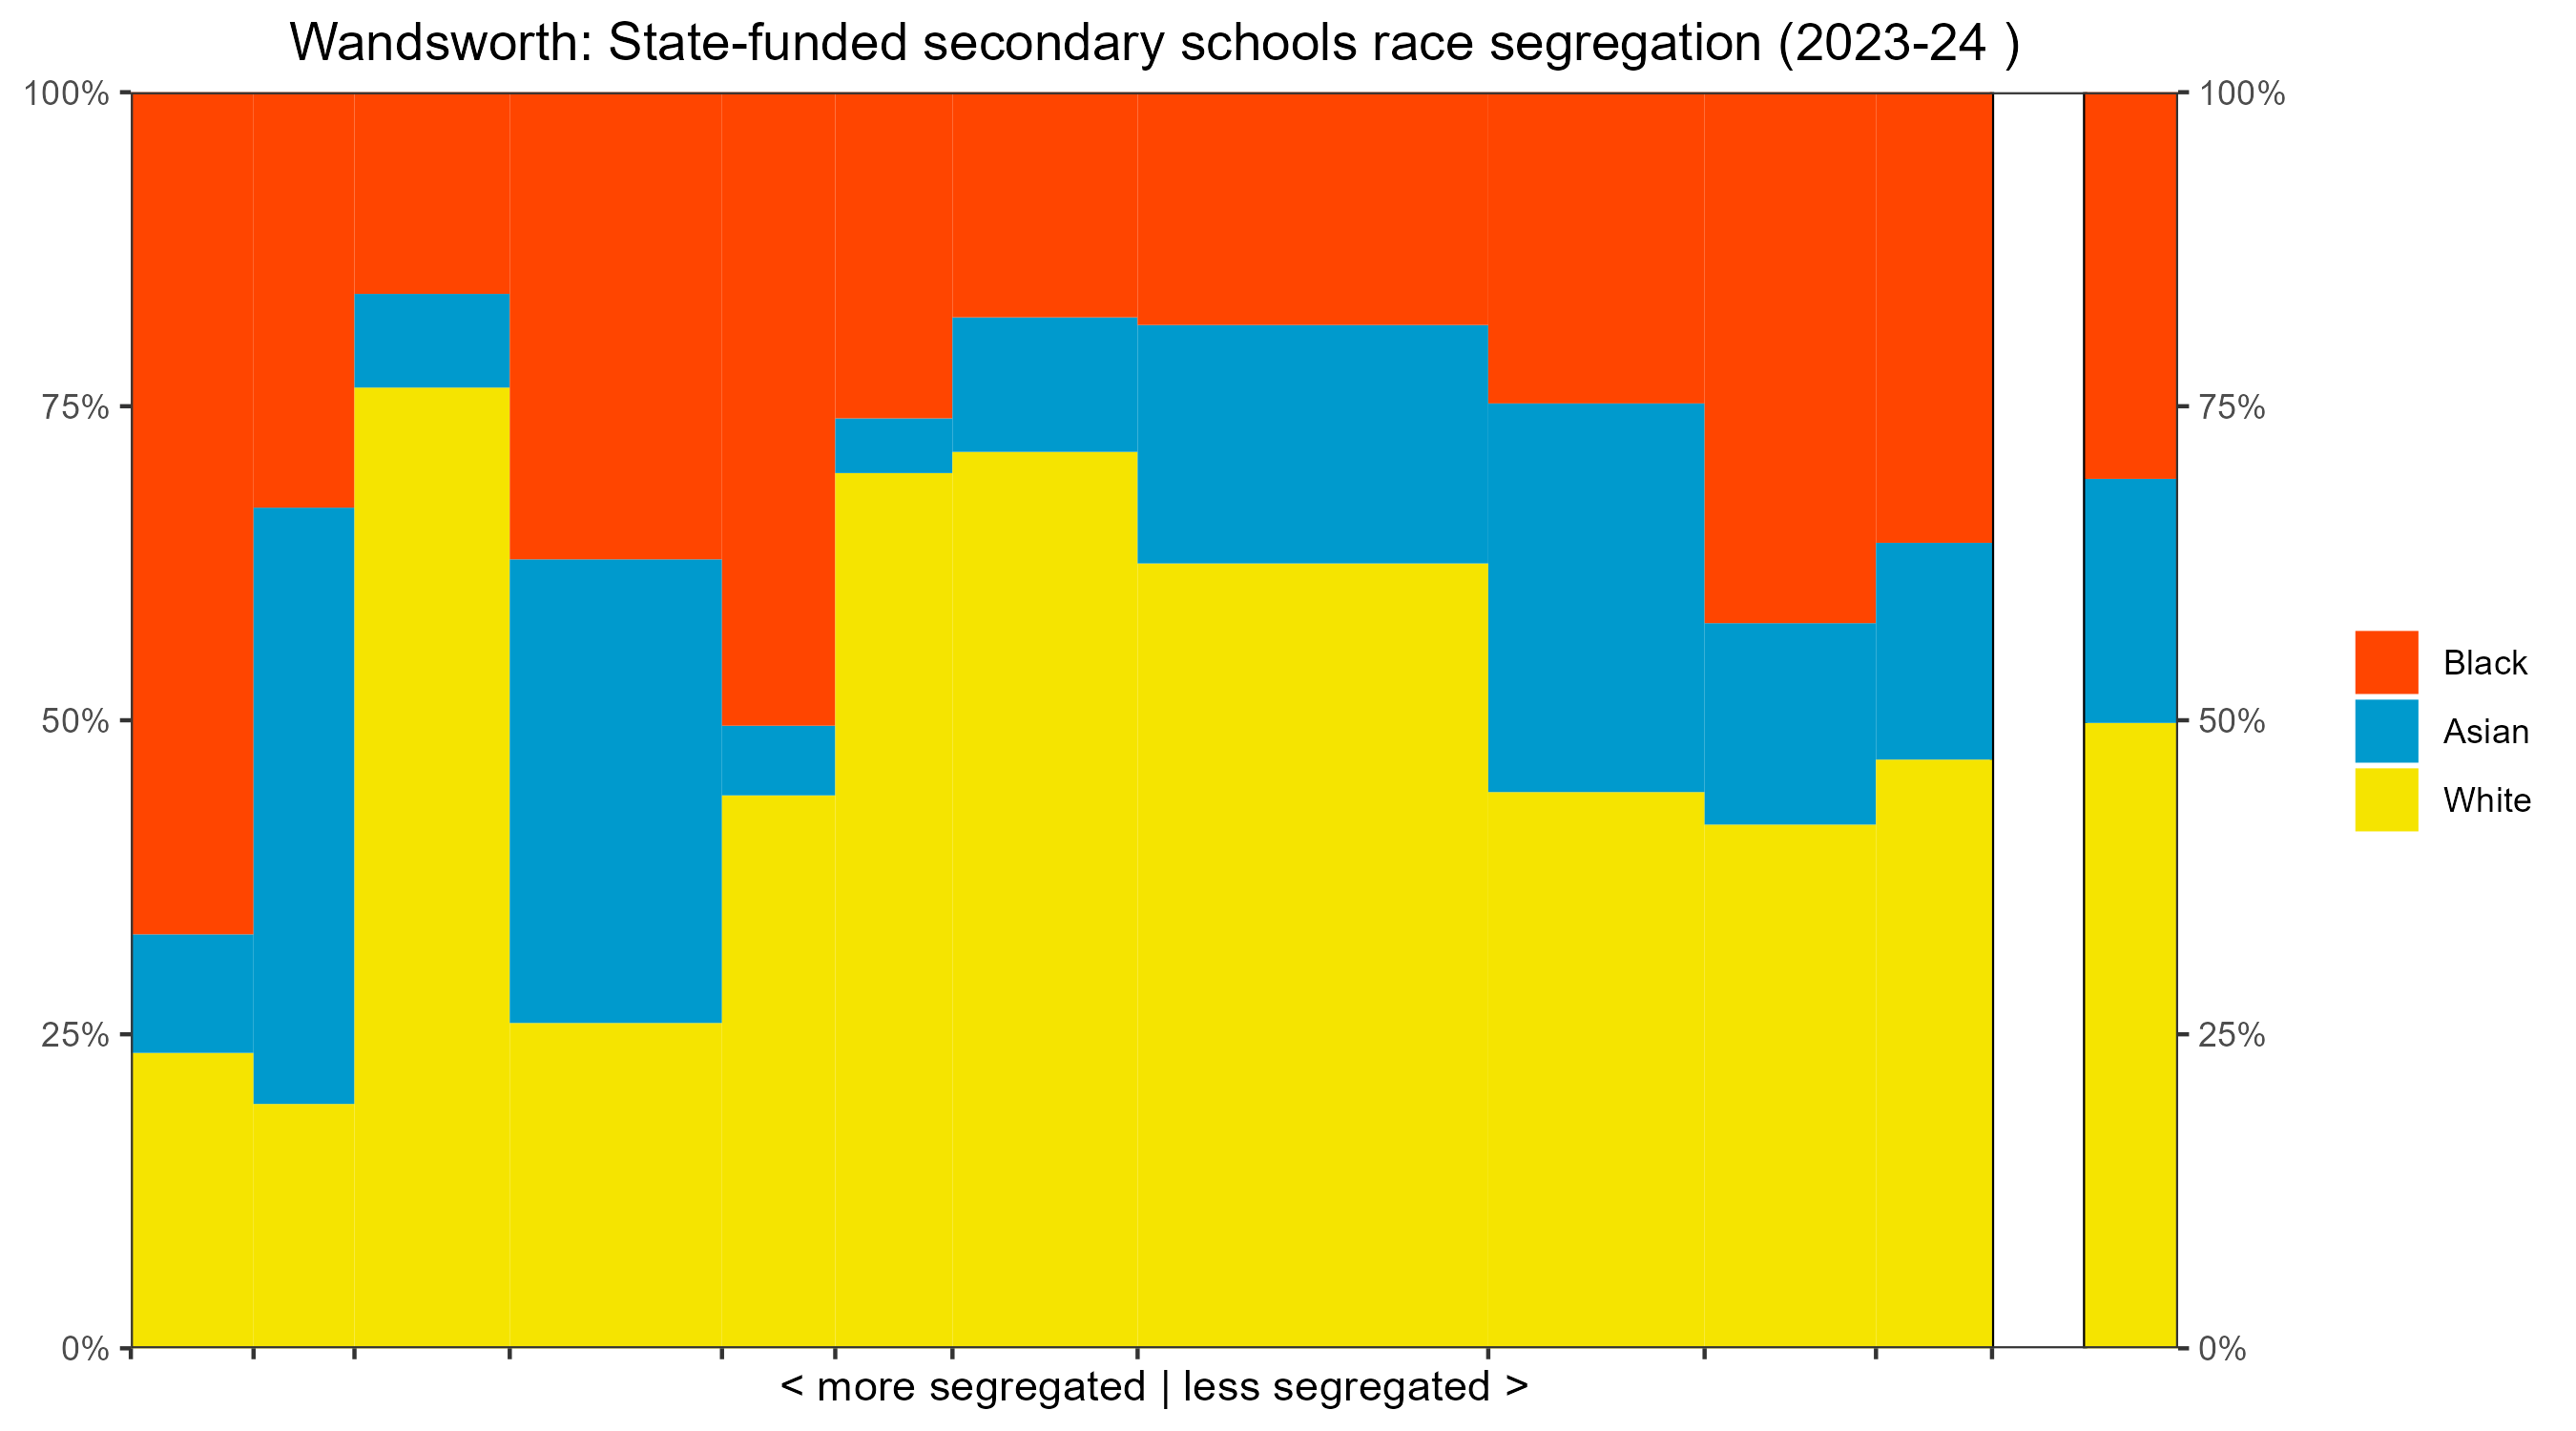 Wandsworth: State-funded secondary schools race segregation (2023-24 )
100%
75%
50%
25%
0%
100%
75%
50%
25%
0%
Black
Asian
White
< more segregated | less segregated >